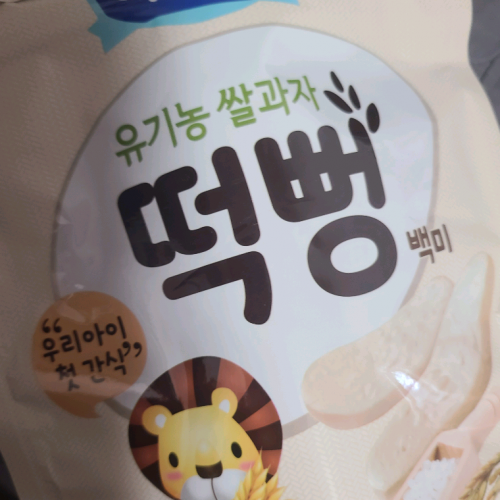 유기농 쌀과자
떡뻥
백미
“우리아이
첫 간식”